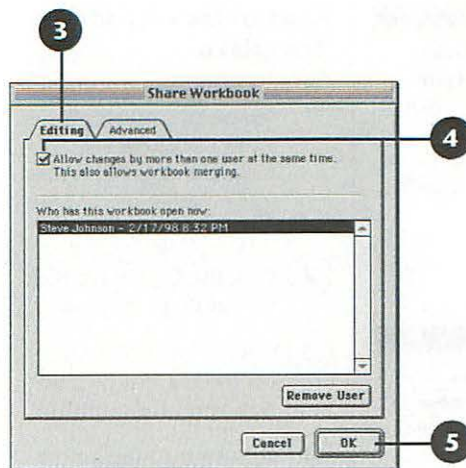 3
Share Workbook
Editing
Advanced
4
Allow changes by more than one user at the same time.
This also allows workbook merging.
Who has this workbook open now:
Steve Johnson - 2/17/98 8:32 PM
Remove User
Cancel
OK
5